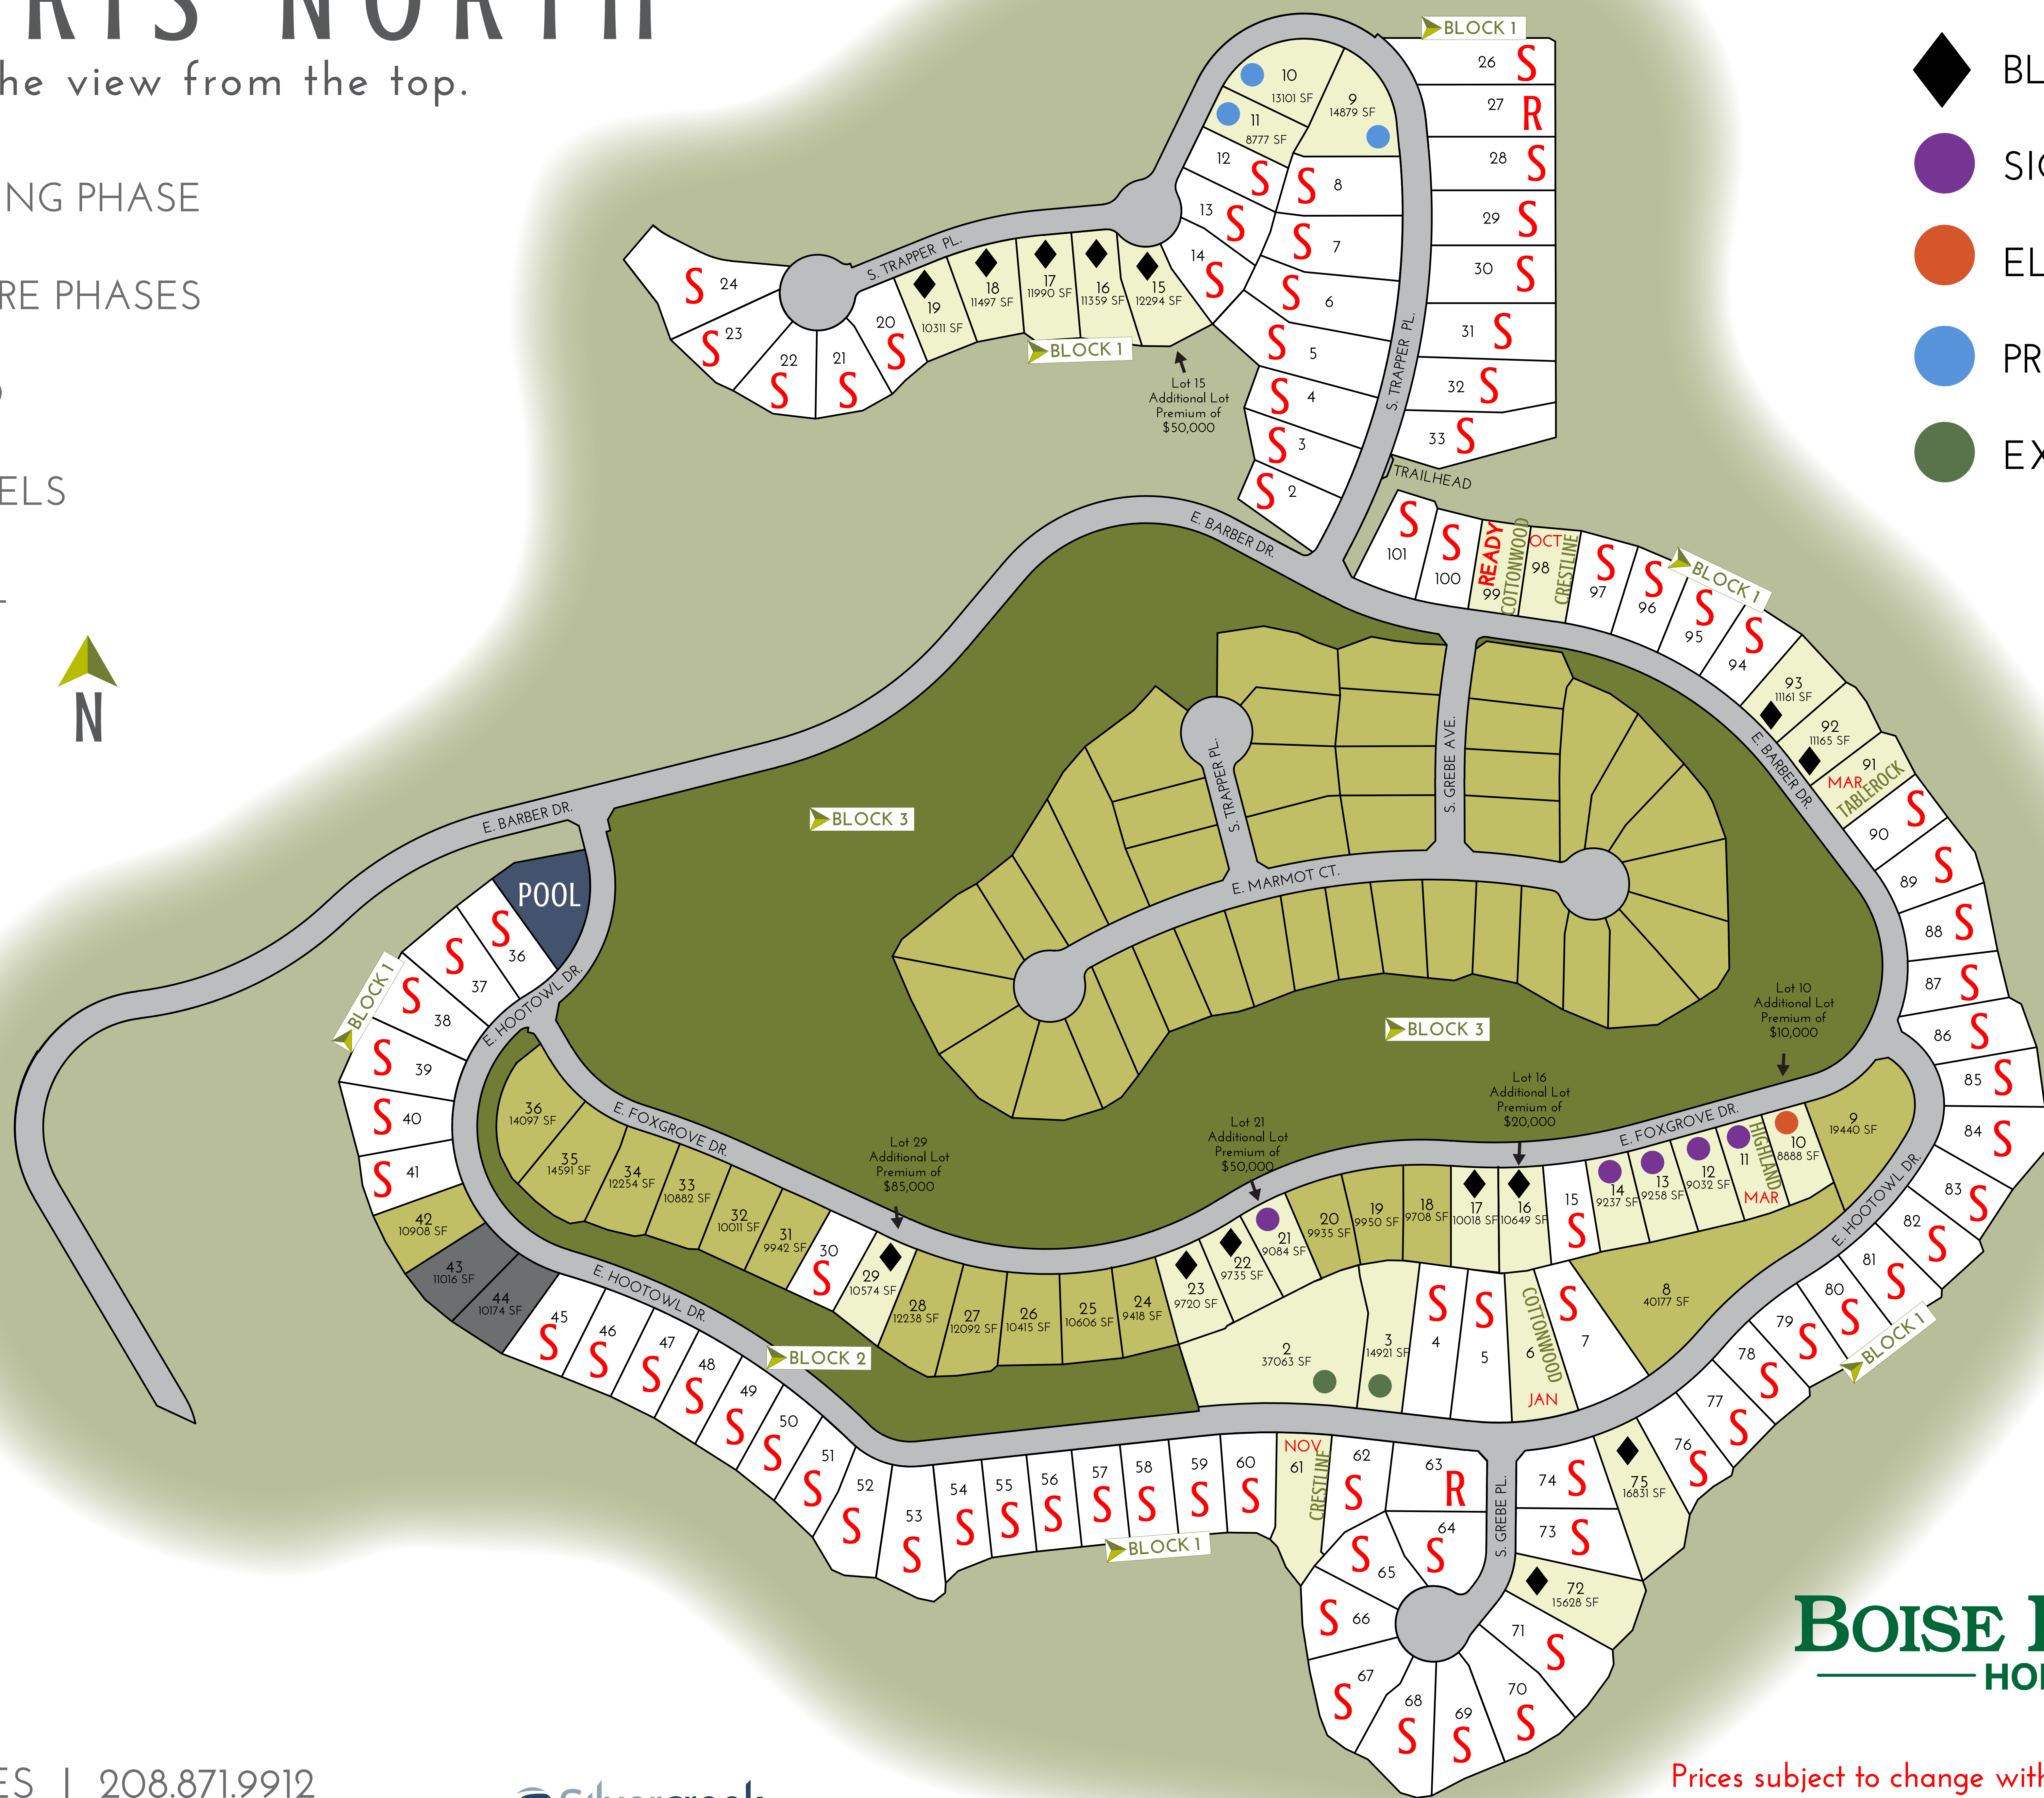 RIS NORTH
he view from the top.
NG PHASE
RE PHASES
ELS
N
BLOCK 1
26 S
27 R
28 S
29 S
30 S
31 S
32 S
33 S
10
13101 SF
9
14879 SF
11
8777 SF
12 S
13 S
14 S
8 S
7 S
6 S
5 S
4 S
3 S
2 S
S. TRAPPER PL.
S. TRAPPER PL.
24 S
23 S
22 S
21 S
20 S
19
10311 SF
18
11497 SF
17
11990 SF
16
11359 SF
15
12294 SF
BLOCK 1
Lot 15
Additional Lot
Premium of
$50,000
TRAILHEAD
E. BARBER DR.
101 S
100 S
READY
99
COTTONWOOD
OCT
98
CRESTLINE
97 S
96 S
95 S
94 S
BLOCK 1
93
11161 SF
92
11165 SF
91
MAR
TABLEROCK
E. BARBER DR.
90 S
89 S
88 S
87 S
86 S
85 S
84 S
83 S
82 S
81 S
80 S
79 S
78 S
77 S
76 S
BLOCK 1
S. TRAPPER PL.
S. GREBE AVE.
E. MARMOT CT.
BLOCK 3
BLOCK 3
E. BARBER DR.
POOL
36 S
37 S
38 S
39 S
40 S
41 S
BLOCK 1
E. HOOTOWL DR.
42
10908 SF
43
11016 SF
44
10174 SF
36
14097 SF
35
14591 SF
34
12254 SF
33
10882 SF
32
10011 SF
31
9942 SF
30 S
29
10574 SF
28
12238 SF
27
12092 SF
26
10415 SF
25
10606 SF
24
9418 SF
23
9720 SF
22
9735 SF
21
9084 SF
20
9935 SF
19
9950 SF
18
9708 SF
17
10018 SF
16
10649 SF
15 S
14
9237 SF
13
9258 SF
12
9032 SF
11
HIGHLAND
MAR
10
8888 SF
9
19440 SF
E. FOXGROVE DR.
E. FOXGROVE DR.
Lot 29
Additional Lot
Premium of
$85,000
Lot 21
Additional Lot
Premium of
$50,000
Lot 16
Additional Lot
Premium of
$20,000
Lot 10
Additional Lot
Premium of
$10,000
E. HOOTOWL DR.
8
40177 SF
7 S
6
COTTONWOOD
JAN
5 S
4 S
3
14921 SF
2
37063 SF
E. HOOTOWL DR.
BLOCK 2
45 S
46 S
47 S
48 S
49 S
50 S
51 S
52 S
53 S
54 S
55 S
56 S
57 S
58 S
59 S
60 S
BLOCK 1
NOV
61
CRESTLINE
62 S
63 R
64 S
65 S
66 S
67 S
68 S
69 S
70 S
71 S
72
15628 SF
73 S
74 S
75
16831 SF
S. GREBE PL.
BL
SIG
EL
PR
EX
BOISE
HO
ES | 208.871.9912
Silvercreek
Prices subject to change with